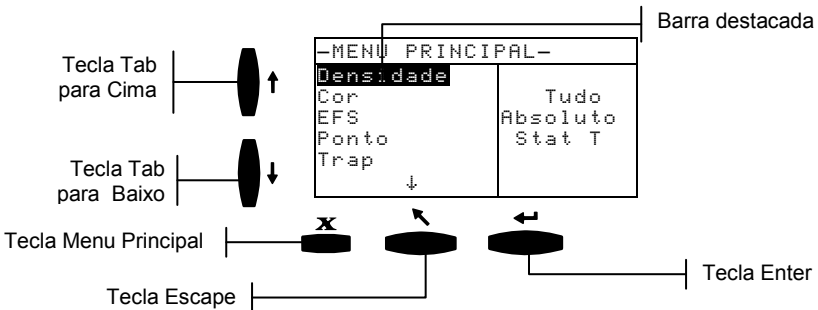 Barra destacada
—MENU PRINCIPAL—
Tecla Tab
para Cima
Densidade
Cor
EFS
Ponto
Trap
Tudo
Absoluto
Stat T
Tecla Tab
para Baixo
X
Tecla Menu Principal
Tecla Escape
Tecla Enter